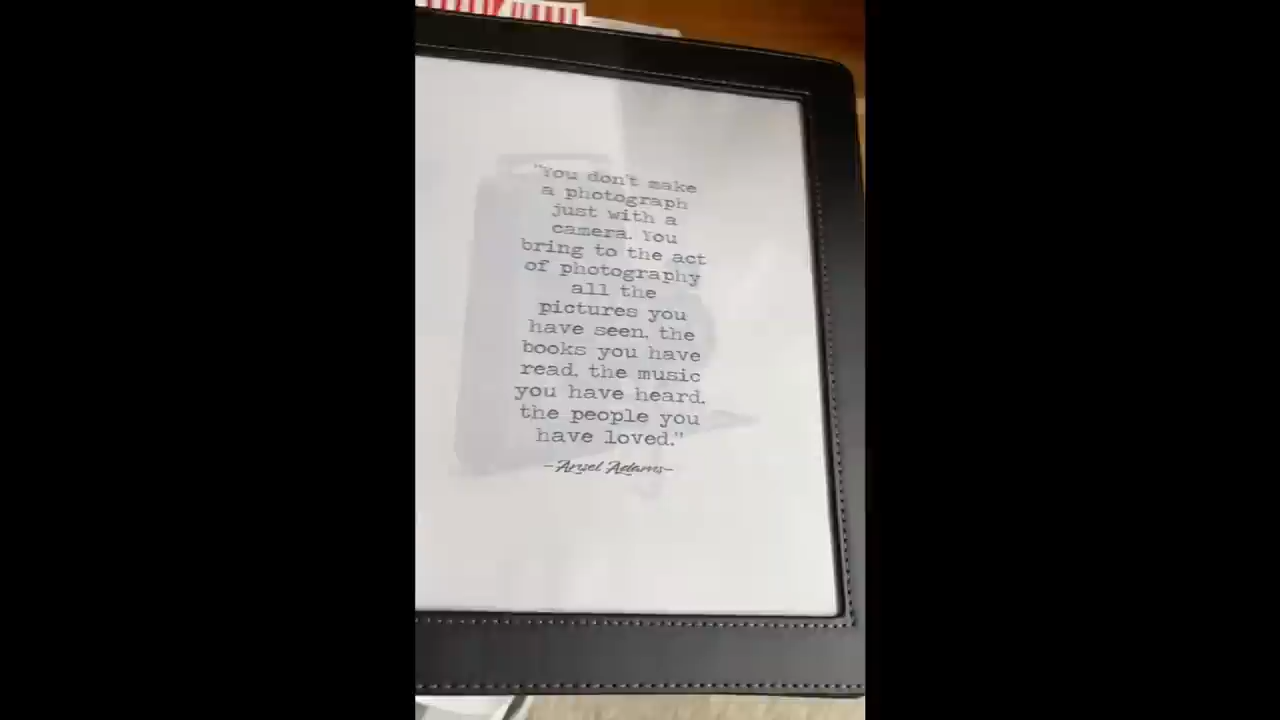 "You don't make
a photograph
just with a
camera. You
bring to the act
of photography
all the
pictures you
have seen, the
books you have
read, the music
you have heard,
the people you
have loved."
—Ansel Adams—